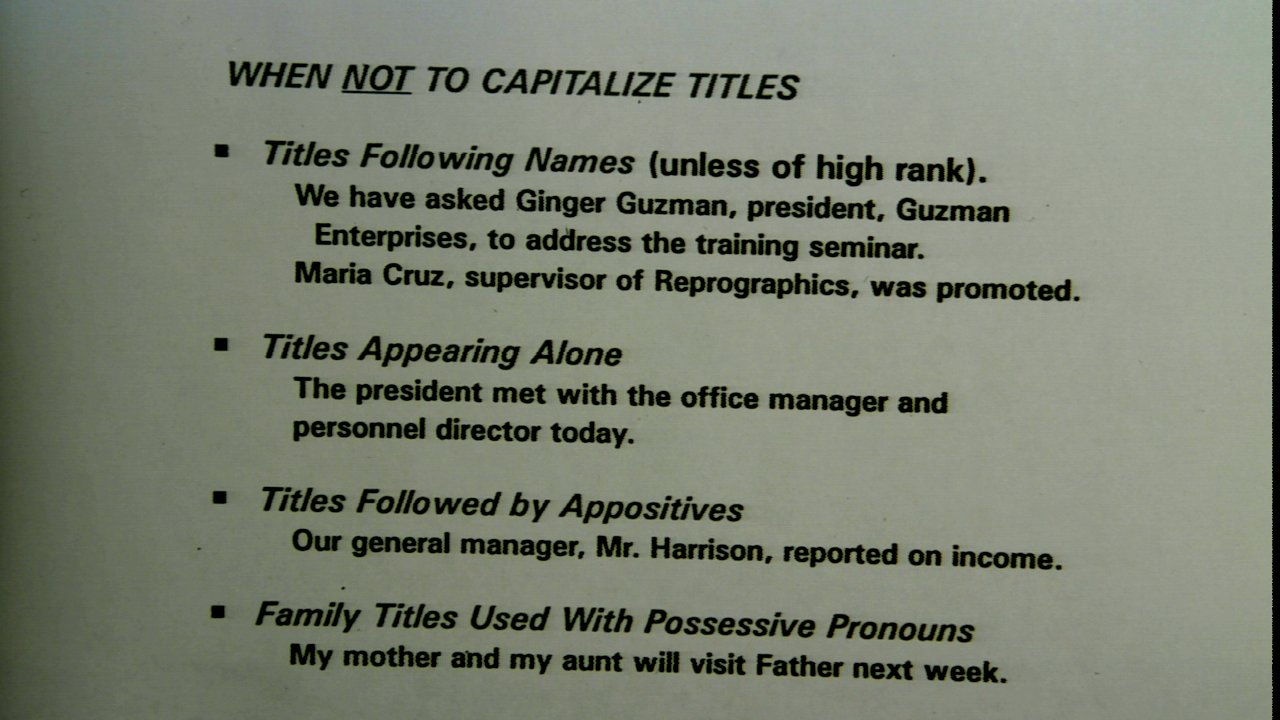 WHEN NOT TO CAPITALIZE TITLES
▪ Titles Following Names (unless of high rank).
We have asked Ginger Guzman, president, Guzman
Enterprises, to address the training seminar.
Maria Cruz, supervisor of Reprographics, was promoted.
▪ Titles Appearing Alone
The president met with the office manager and
personnel director today.
▪ Titles Followed by Appositives
Our general manager, Mr. Harrison, reported on income.
▪ Family Titles Used With Possessive Pronouns
My mother and my aunt will visit Father next week.